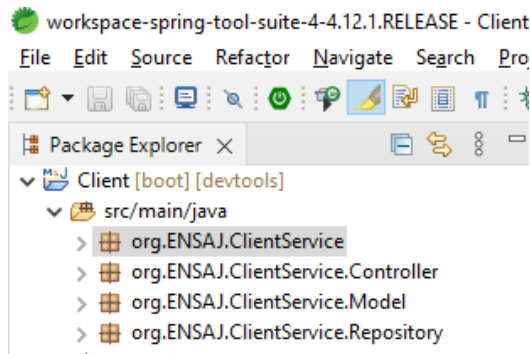 workspace-spring-tool-suite-4-4.12.1.RELEASE - Client
File Edit Source Refactor Navigate Search Pro
Package Explorer
Client [boot] [devtools]
src/main/java
org.ENSAJ.ClientService
org.ENSAJ.ClientService.Controller
org.ENSAJ.ClientService.Model
org.ENSAJ.ClientService.Repository